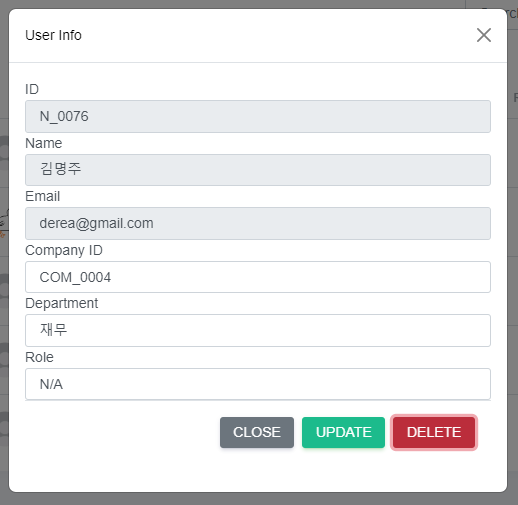 User Info
ID
N_0076
Name
김명주
Email
derea@gmail.com
Company ID
COM_0004
Department
재무
Role
N/A
CLOSE UPDATE DELETE